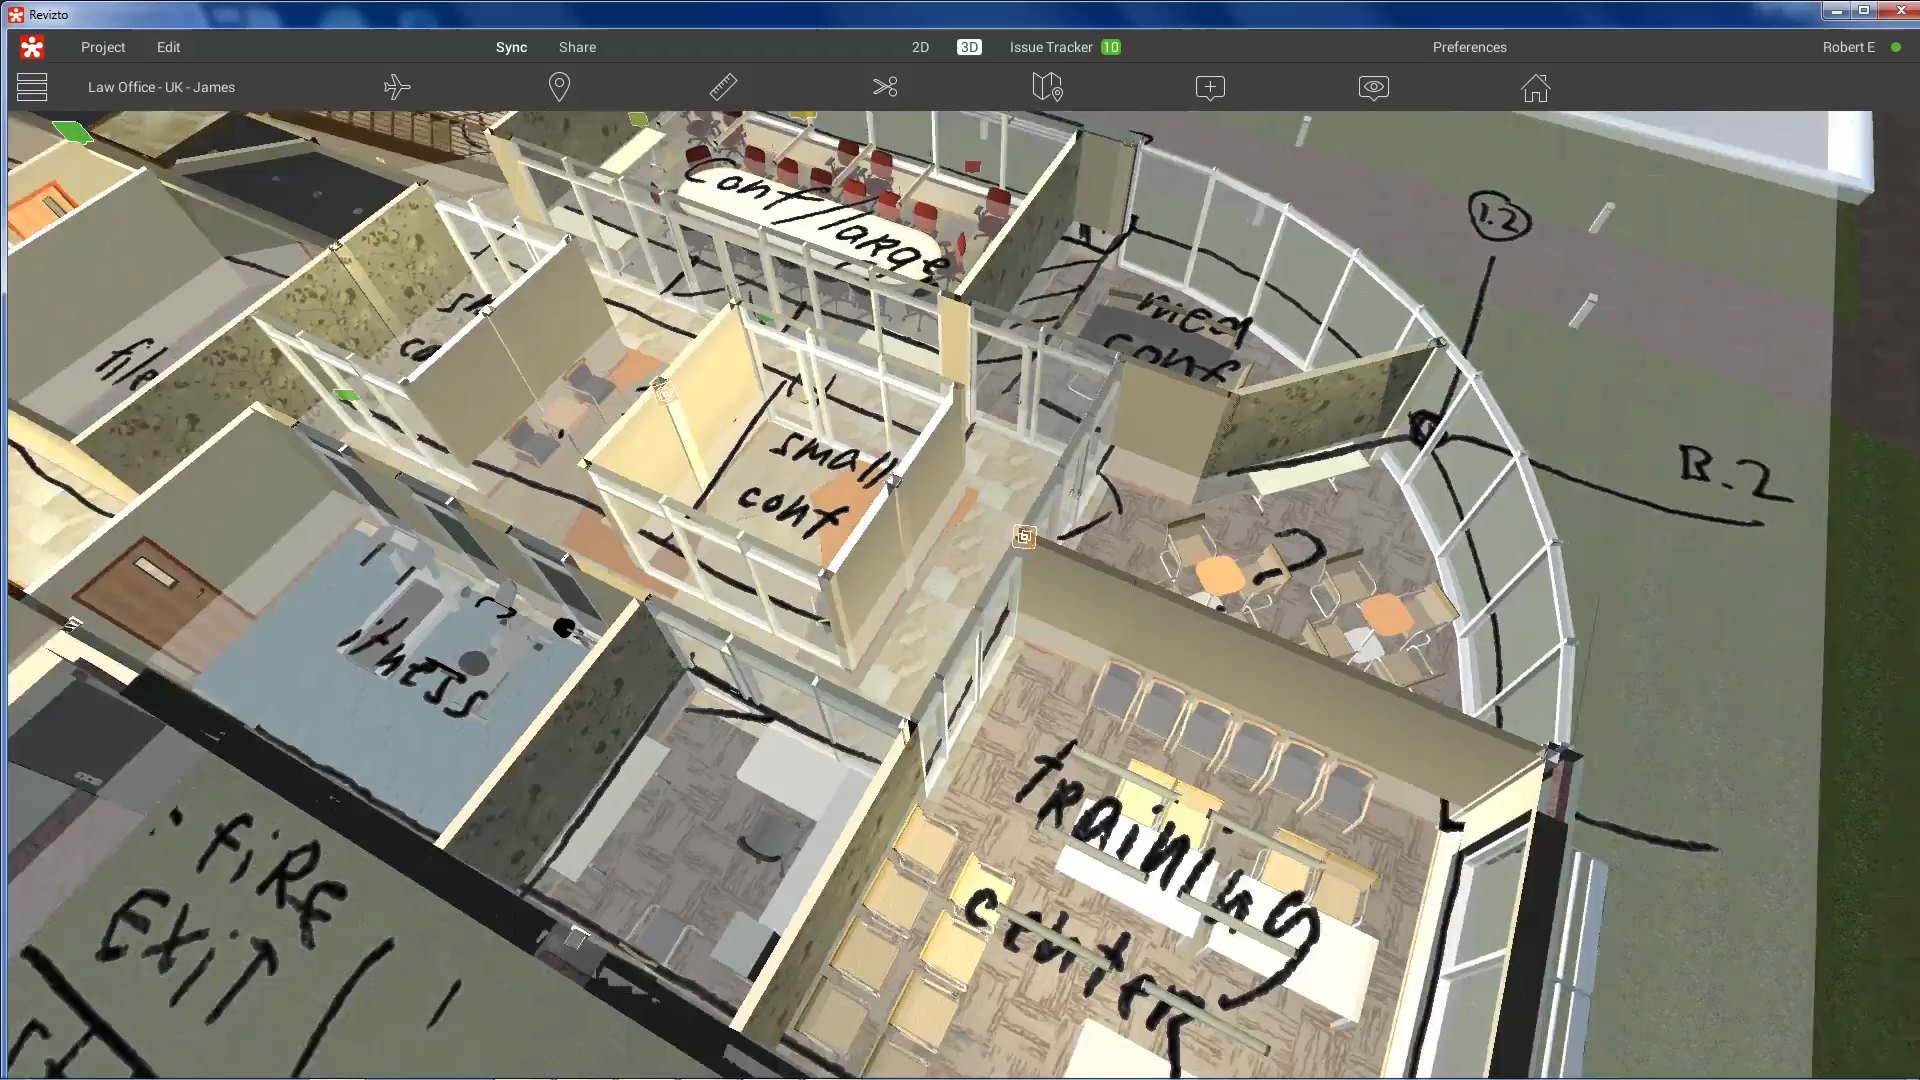 Revizto
Project Edit Sync Share 2D 3D Issue Tracker 10 Preferences Robert E
Law Office - UK - James
Conf/large
1.2
med
conf
file
small
conf
B.2
?
itness
training
center
FIRE
EXIT